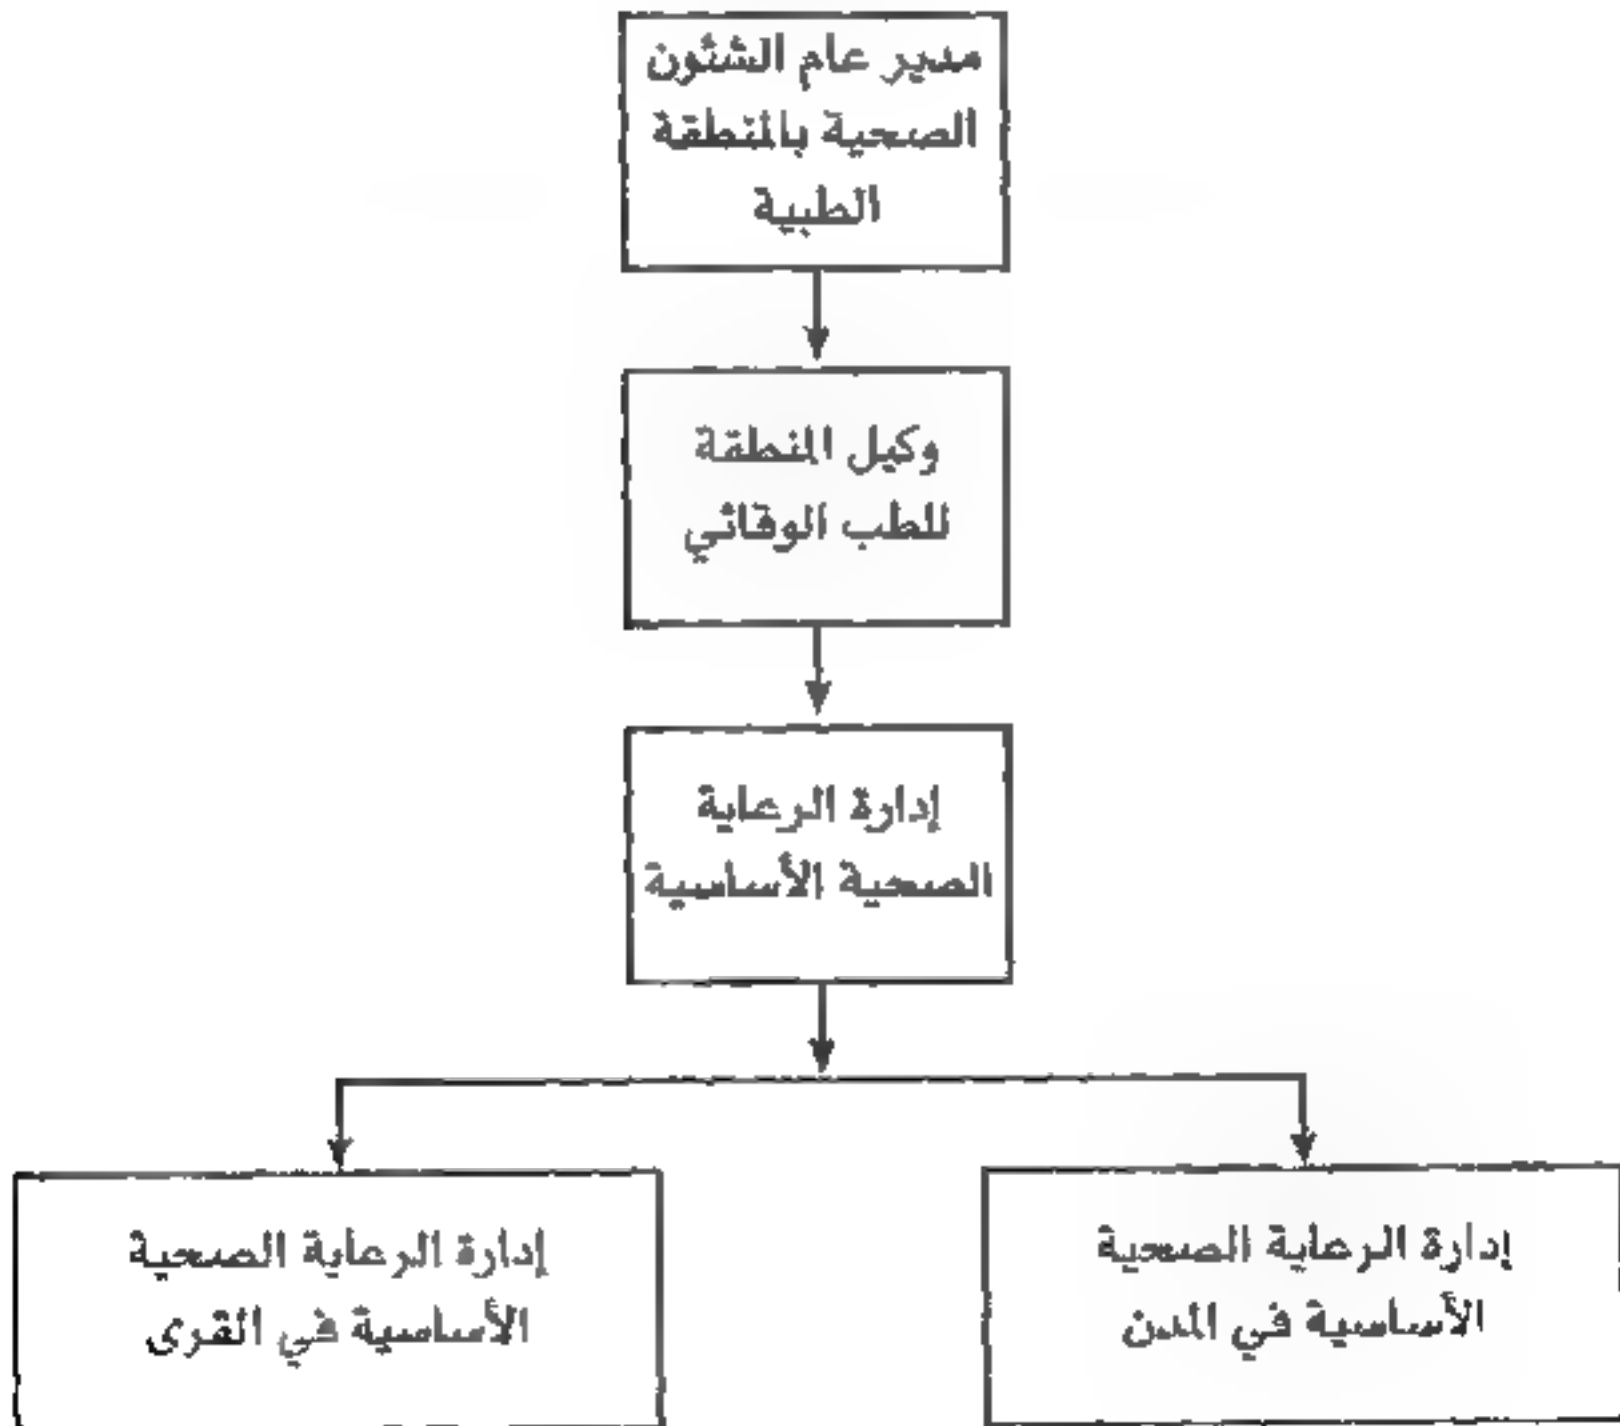 مدير عام الشئون
الصحية بالمنطقة
الطبية
وكيل المنطقة
للطب الوقائي
إدارة الرعاية
الصحية الأساسية
إدارة الرعاية الصحية
الأساسية في المدن
إدارة الرعاية الصحية
الأساسية في القرى